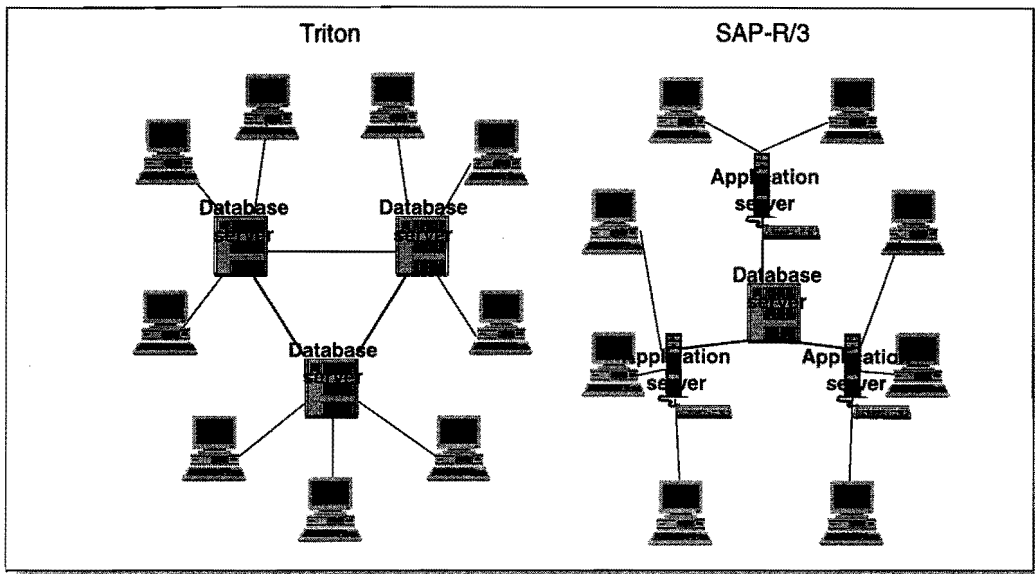 Triton
SAP-R/3
Database
server
Database
server
Database
server
Application
server
Database
server
Application
server
Application
server